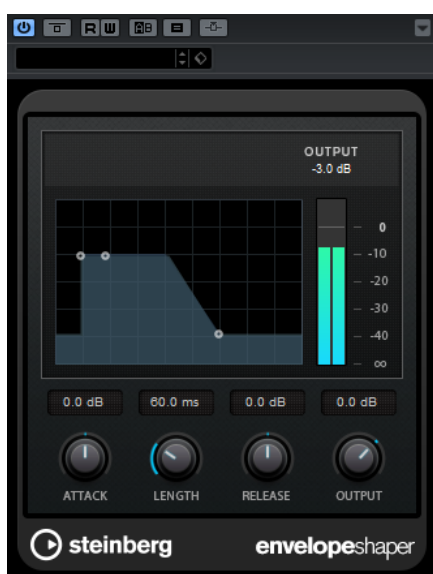 R W AB
OUTPUT
-3.0 dB
0
-10
-20
-30
-40
∞
0.0 dB 60.0 ms 0.0 dB 0.0 dB
ATTACK LENGTH RELEASE OUTPUT
steinberg envelopeshaper